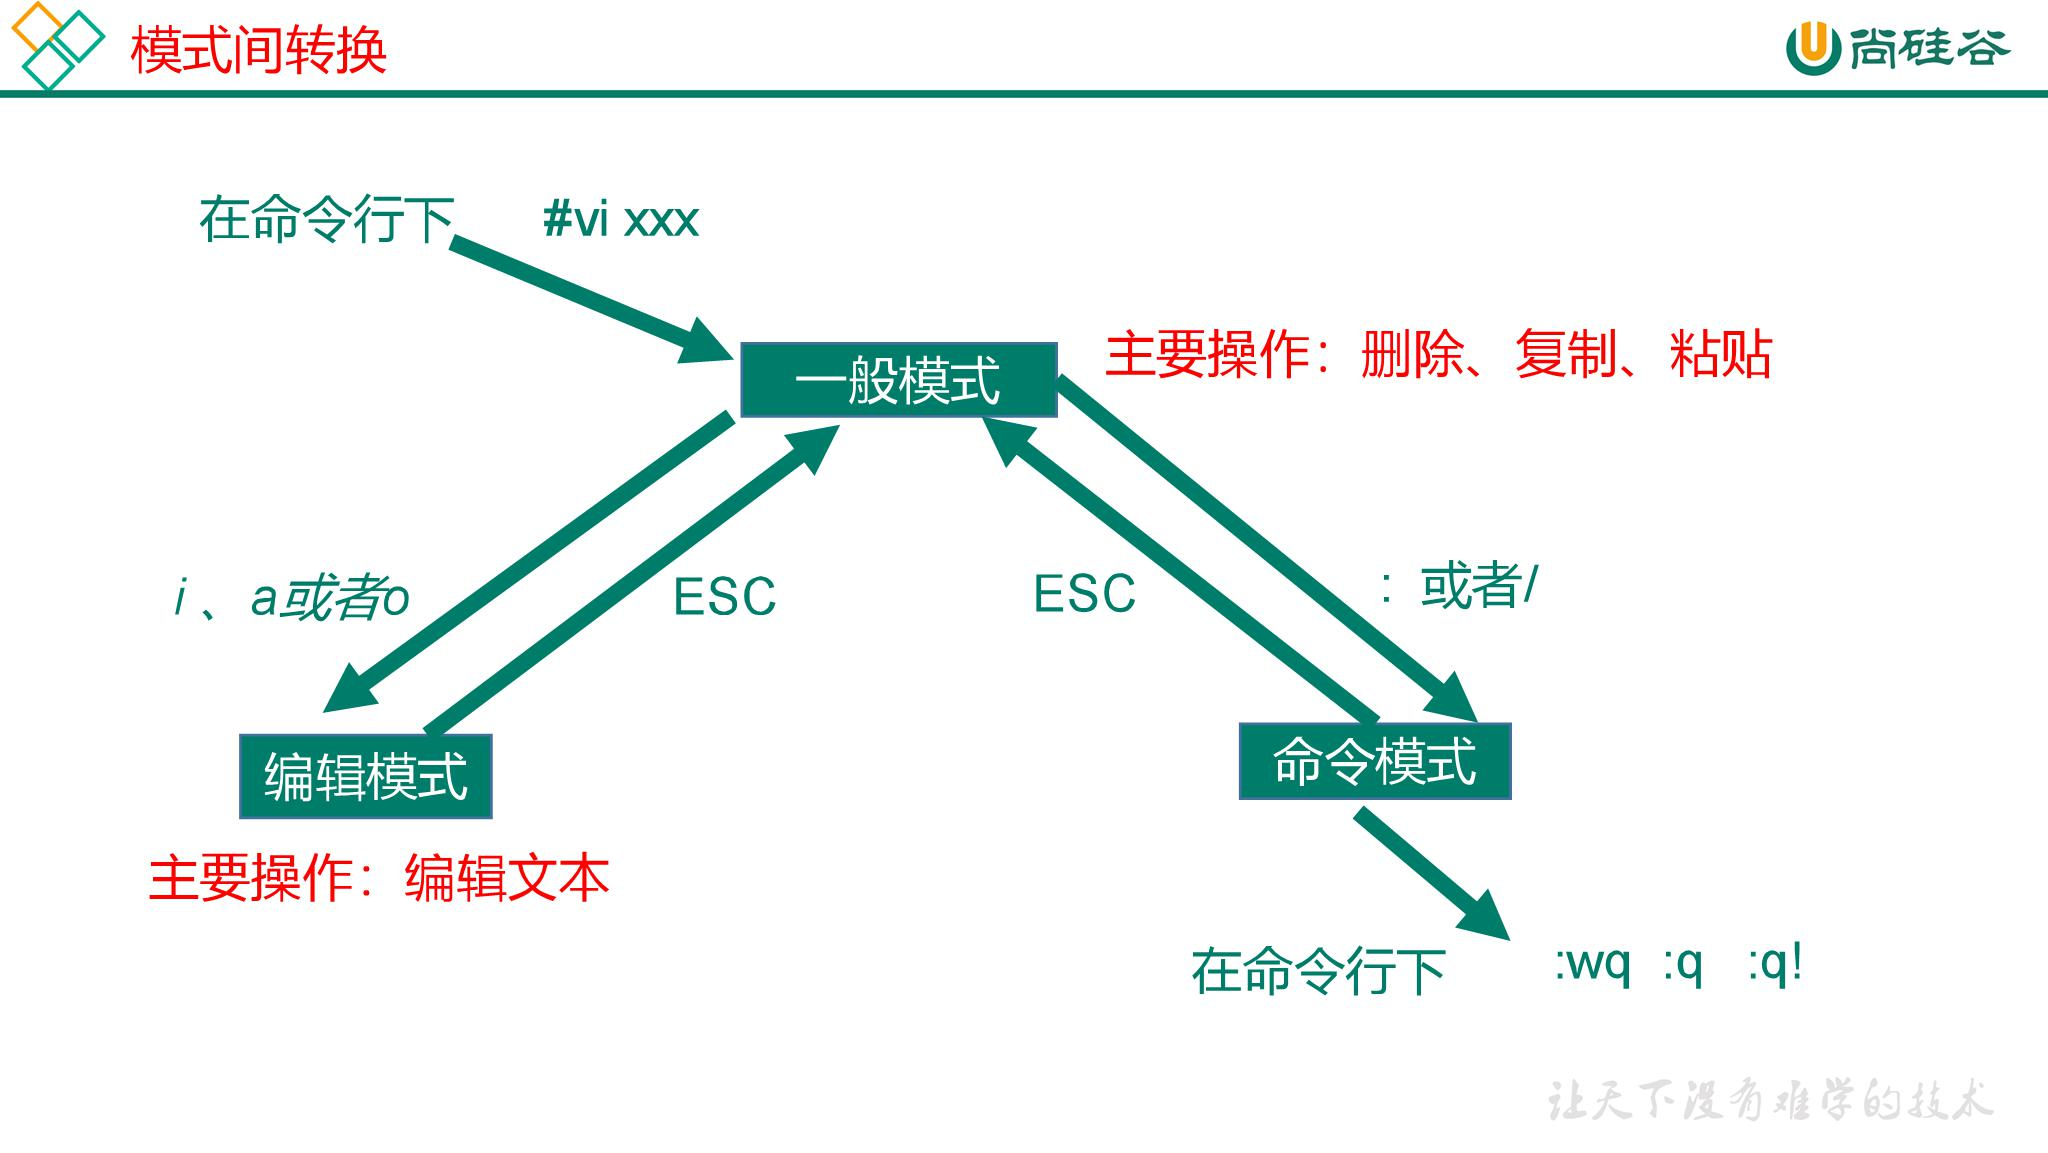 模式间转换
尚硅谷
在命令行下 #vi xxx
一般模式
主要操作：删除、复制、粘贴
i 、a或者o
ESC
ESC
：或者/
编辑模式
命令模式
主要操作：编辑文本
在命令行下 :wq :q :q!
让天下没有难学的技术